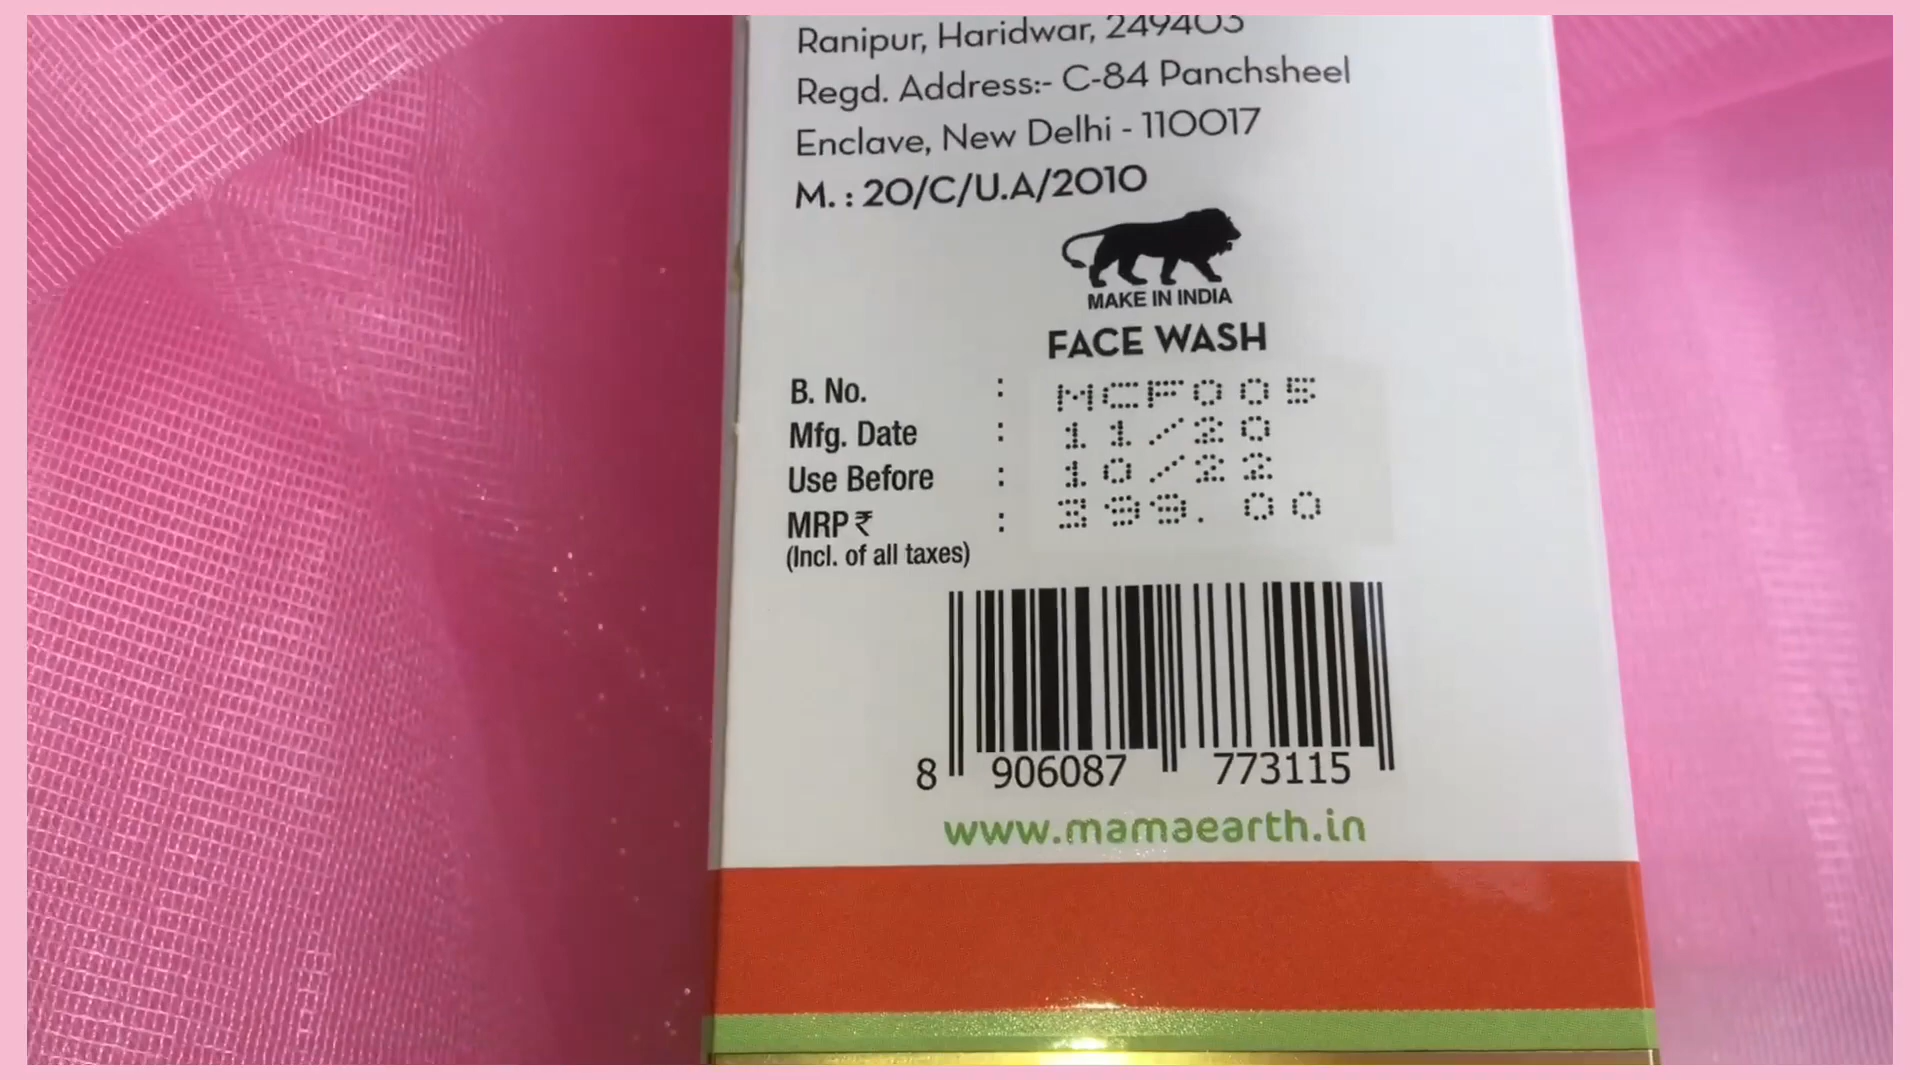 Ranipur, Haridwar, 249403
Regd. Address:- C-84 Panchsheel
Enclave, New Delhi - 110017
M. : 20/C/U.A/2010
MAKE IN INDIA
FACE WASH
B. No. : MCF005
Mfg. Date : 11/20
Use Before : 10/22
MRP ₹ : 399.00
(Incl. of all taxes)
8 906087 773115
www.mamaearth.in